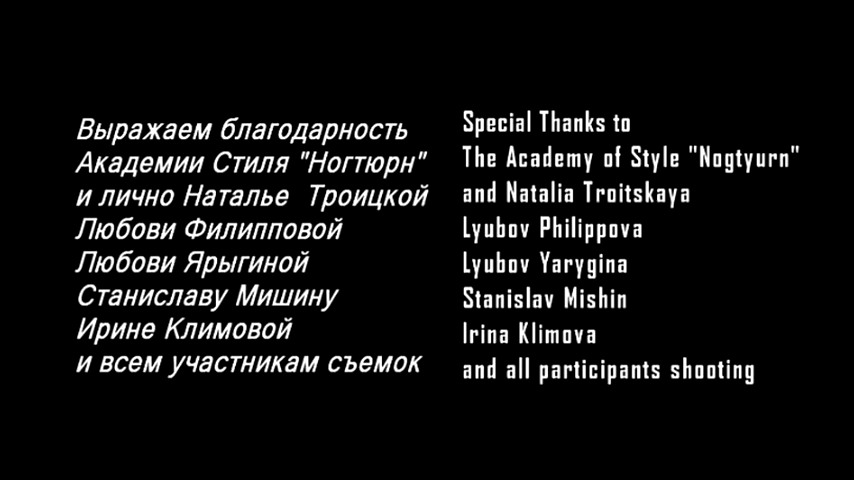 Выражаем благодарность
Академии Стиля "Ногтюрн"
и лично Наталье Троицкой
Любови Филипповой
Любови Ярыгиной
Станиславу Мишину
Ирине Климовой
и всем участникам съемок
Special Thanks to
The Academy of Style "Nogtyurn"
and Natalia Troitskaya
Lyubov Philippova
Lyubov Yarygina
Stanislav Mishin
Irina Klimova
and all participants shooting